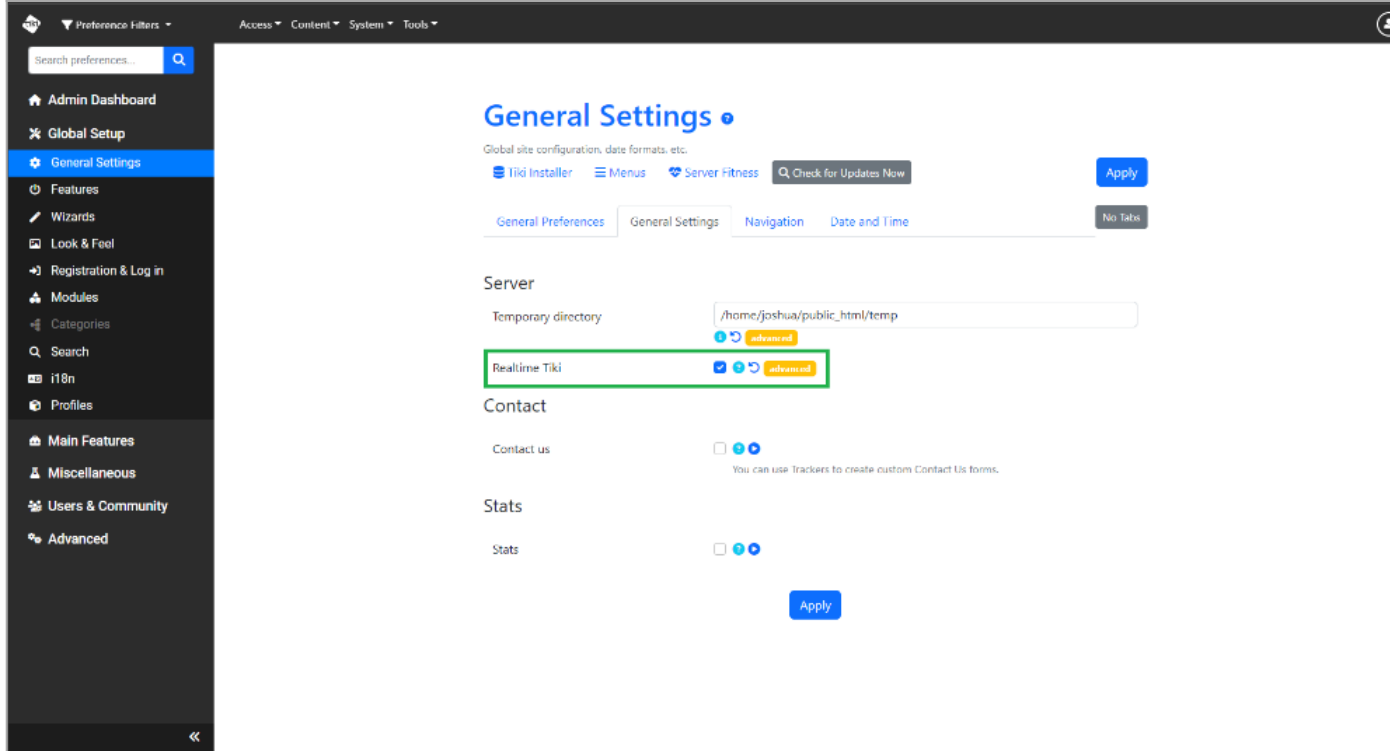 Preference Filters
Access Content System Tools
Search preferences...
Admin Dashboard
Global Setup
General Settings
Features
Wizards
Look & Feel
Registration & Log in
Modules
Categories
Search
i18n
Profiles
Main Features
Miscellaneous
Users & Community
Advanced
General Settings
Global site configuration, date formats, etc.
Tiki Installer Menus Server Fitness Check for Updates Now Apply
General Preferences General Settings Navigation Date and Time No Tabs
Server
Temporary directory /home/joshua/public_html/temp
advanced
Realtime Tiki advanced
Contact
Contact us
You can use Trackers to create custom Contact Us forms.
Stats
Stats
Apply